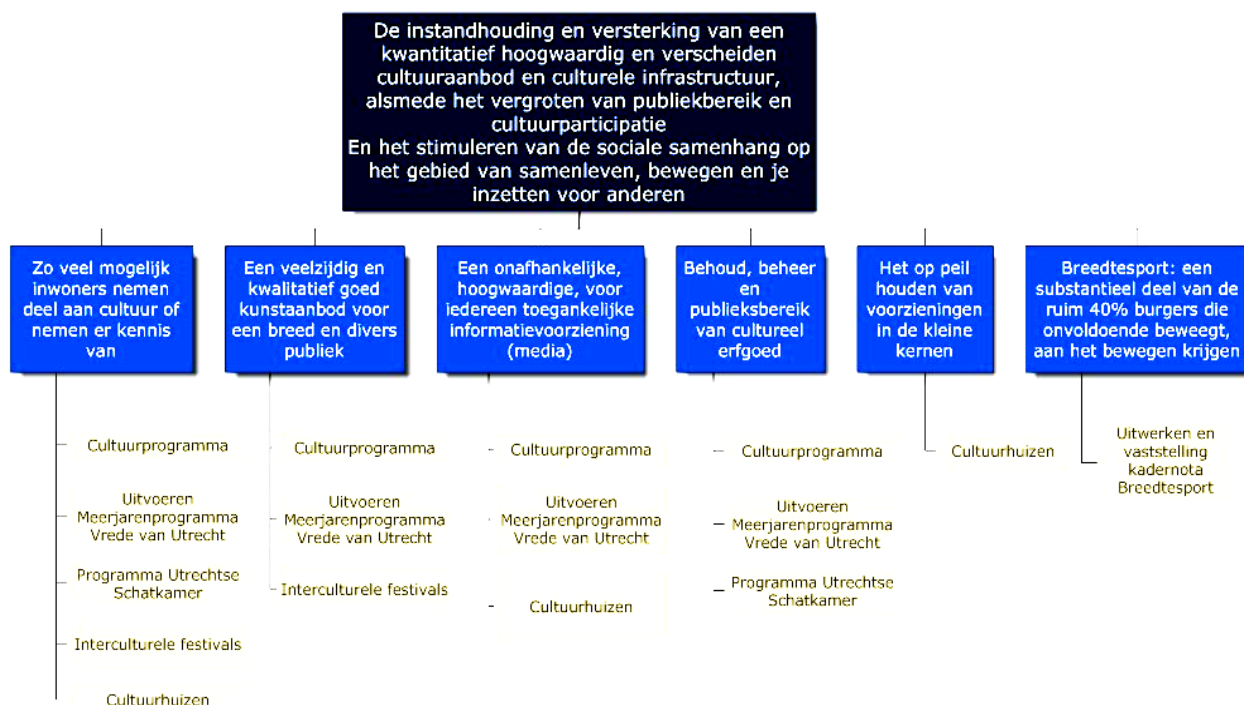 De instandhouding en versterking van een
kwantitatief hoogwaardig en verscheiden
cultuuraanbod en culturele infrastructuur,
alsmede het vergroten van publiekbereik en
cultuurparticipatie
En het stimuleren van de sociale samenhang op
het gebied van samenleven, bewegen en je
inzetten voor anderen
Zo veel mogelijk
inwoners nemen
deel aan cultuur of
nemen er kennis
van
Cultuurprogramma
Uitvoeren
Meerjarenprogramma
Vrede van Utrecht
Programma Utrechtse
Schatkamer
Interculturele festivals
Cultuurhuizen
Een veelzijdig en
kwalitatief goed
kunstaanbod voor
een breed en divers
publiek
Cultuurprogramma
Uitvoeren
Meerjarenprogramma
Vrede van Utrecht
Interculturele festivals
Een onafhankelijke,
hoogwaardige, voor
iedereen toegankelijke
informatievoorziening
(media)
Cultuurprogramma
Uitvoeren
Meerjarenprogramma
Vrede van Utrecht
Cultuurhuizen
Behoud, beheer
en
publieksbereik
van cultureel
erfgoed
Cultuurprogramma
Uitvoeren
Meerjarenprogramma
Vrede van Utrecht
Programma Utrechtse
Schatkamer
Het op peil
houden van
voorzieningen
in de kleine
kernen
Cultuurhuizen
Breedtesport: een
substantieel deel van de
ruim 40% burgers die
onvoldoende beweegt,
aan het bewegen krijgen
Uitwerken en
vaststelling
kadernota
Breedtesport